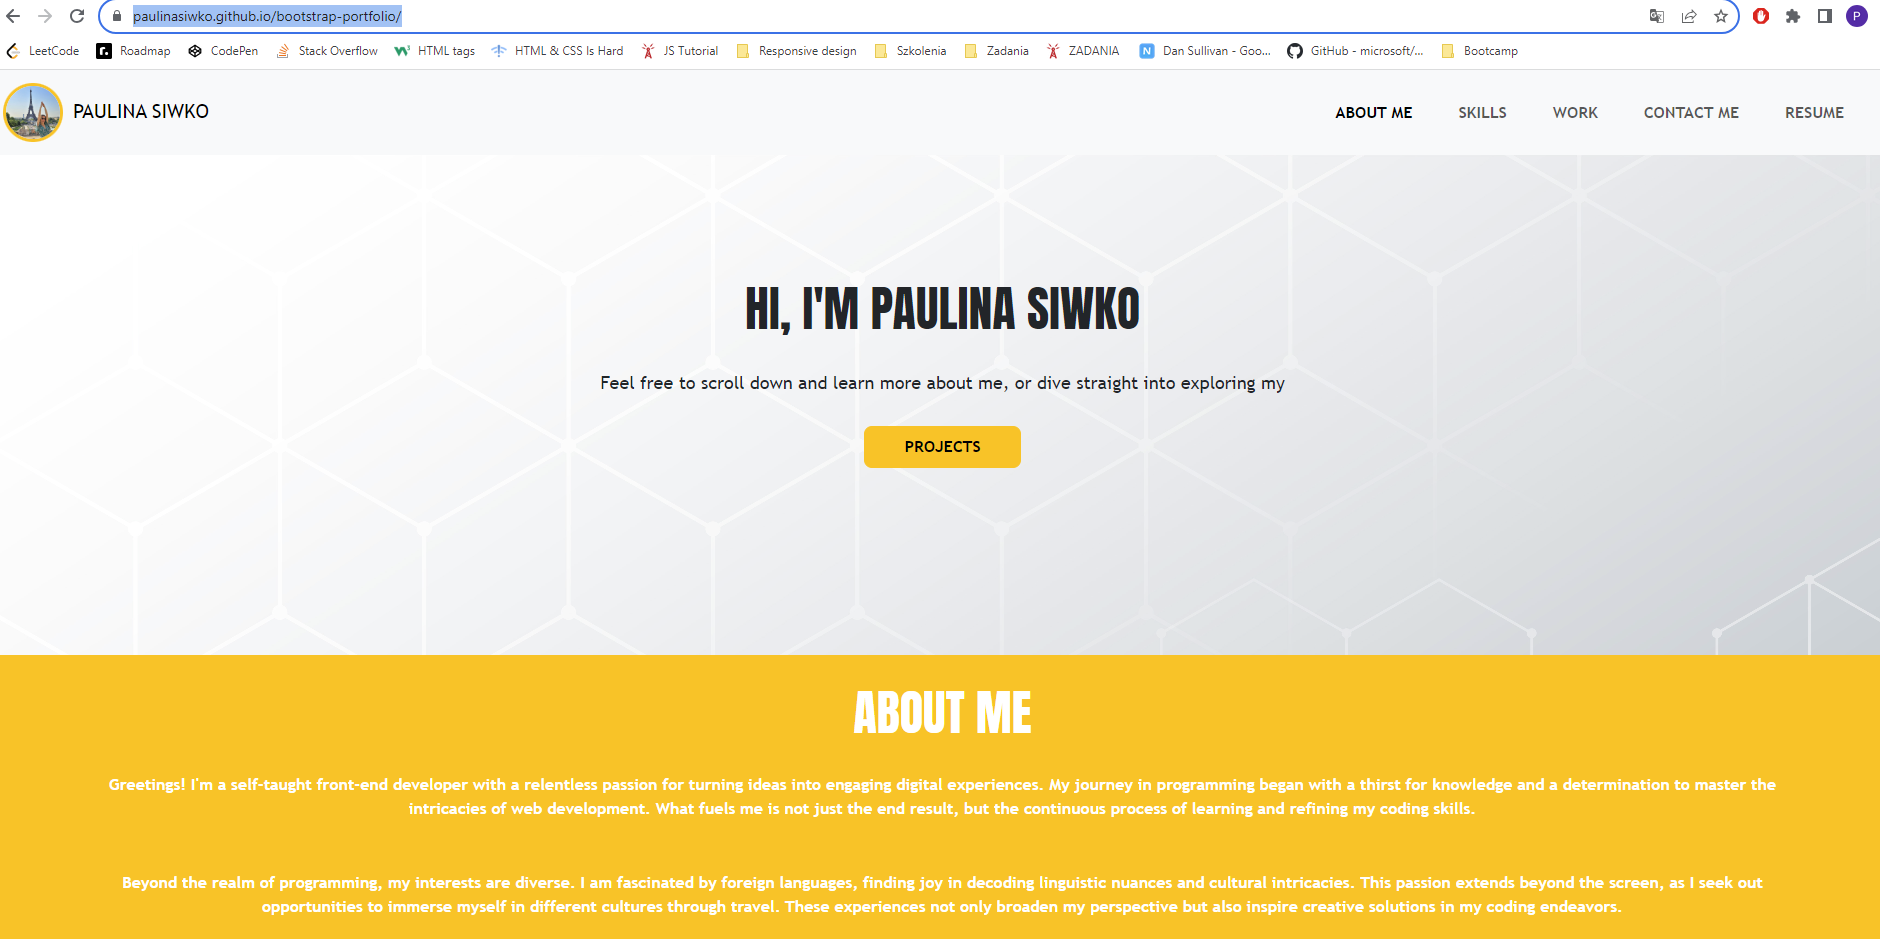 paulinasiwko.github.io/bootstrap-portfolio/
P
LeetCode Roadmap CodePen Stack Overflow HTML tags HTML & CSS Is Hard JS Tutorial Responsive design Szkolenia Zadania ZADANIA Dan Sullivan - Goo... GitHub - microsoft/... Bootcamp
PAULINA SIWKO ABOUT ME SKILLS WORK CONTACT ME RESUME
HI, I'M PAULINA SIWKO
Feel free to scroll down and learn more about me, or dive straight into exploring my
PROJECTS
ABOUT ME
Greetings! I'm a self-taught front-end developer with a relentless passion for turning ideas into engaging digital experiences. My journey in programming began with a thirst for knowledge and a determination to master the
intricacies of web development. What fuels me is not just the end result, but the continuous process of learning and refining my coding skills.
Beyond the realm of programming, my interests are diverse. I am fascinated by foreign languages, finding joy in decoding linguistic nuances and cultural intricacies. This passion extends beyond the screen, as I seek out
opportunities to immerse myself in different cultures through travel. These experiences not only broaden my perspective but also inspire creative solutions in my coding endeavors.